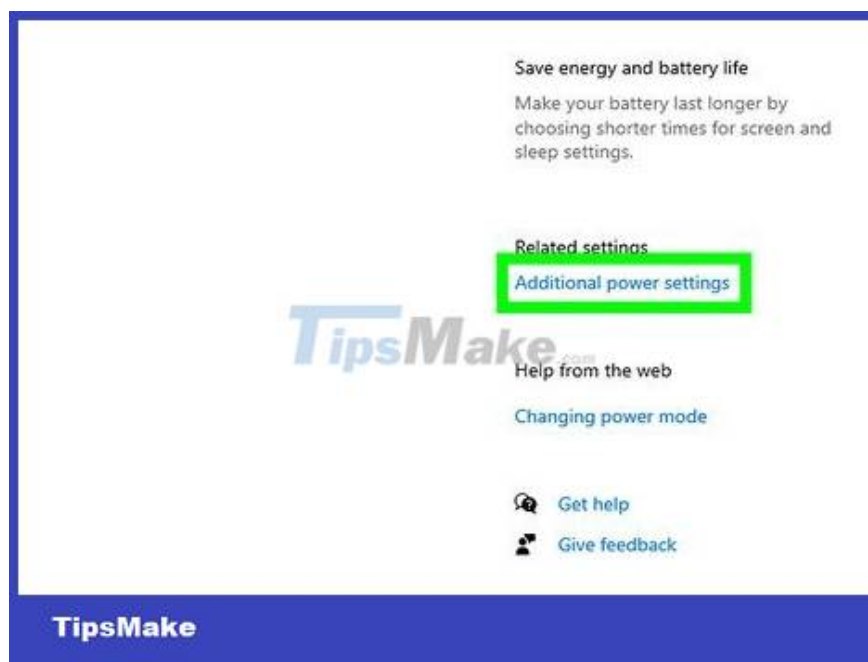 Save energy and battery life
Make your battery last longer by
choosing shorter times for screen and
sleep settings.
Related settings
Additional power settings
TipsMake.com
Help from the web
Changing power mode
Get help
Give feedback
TipsMake